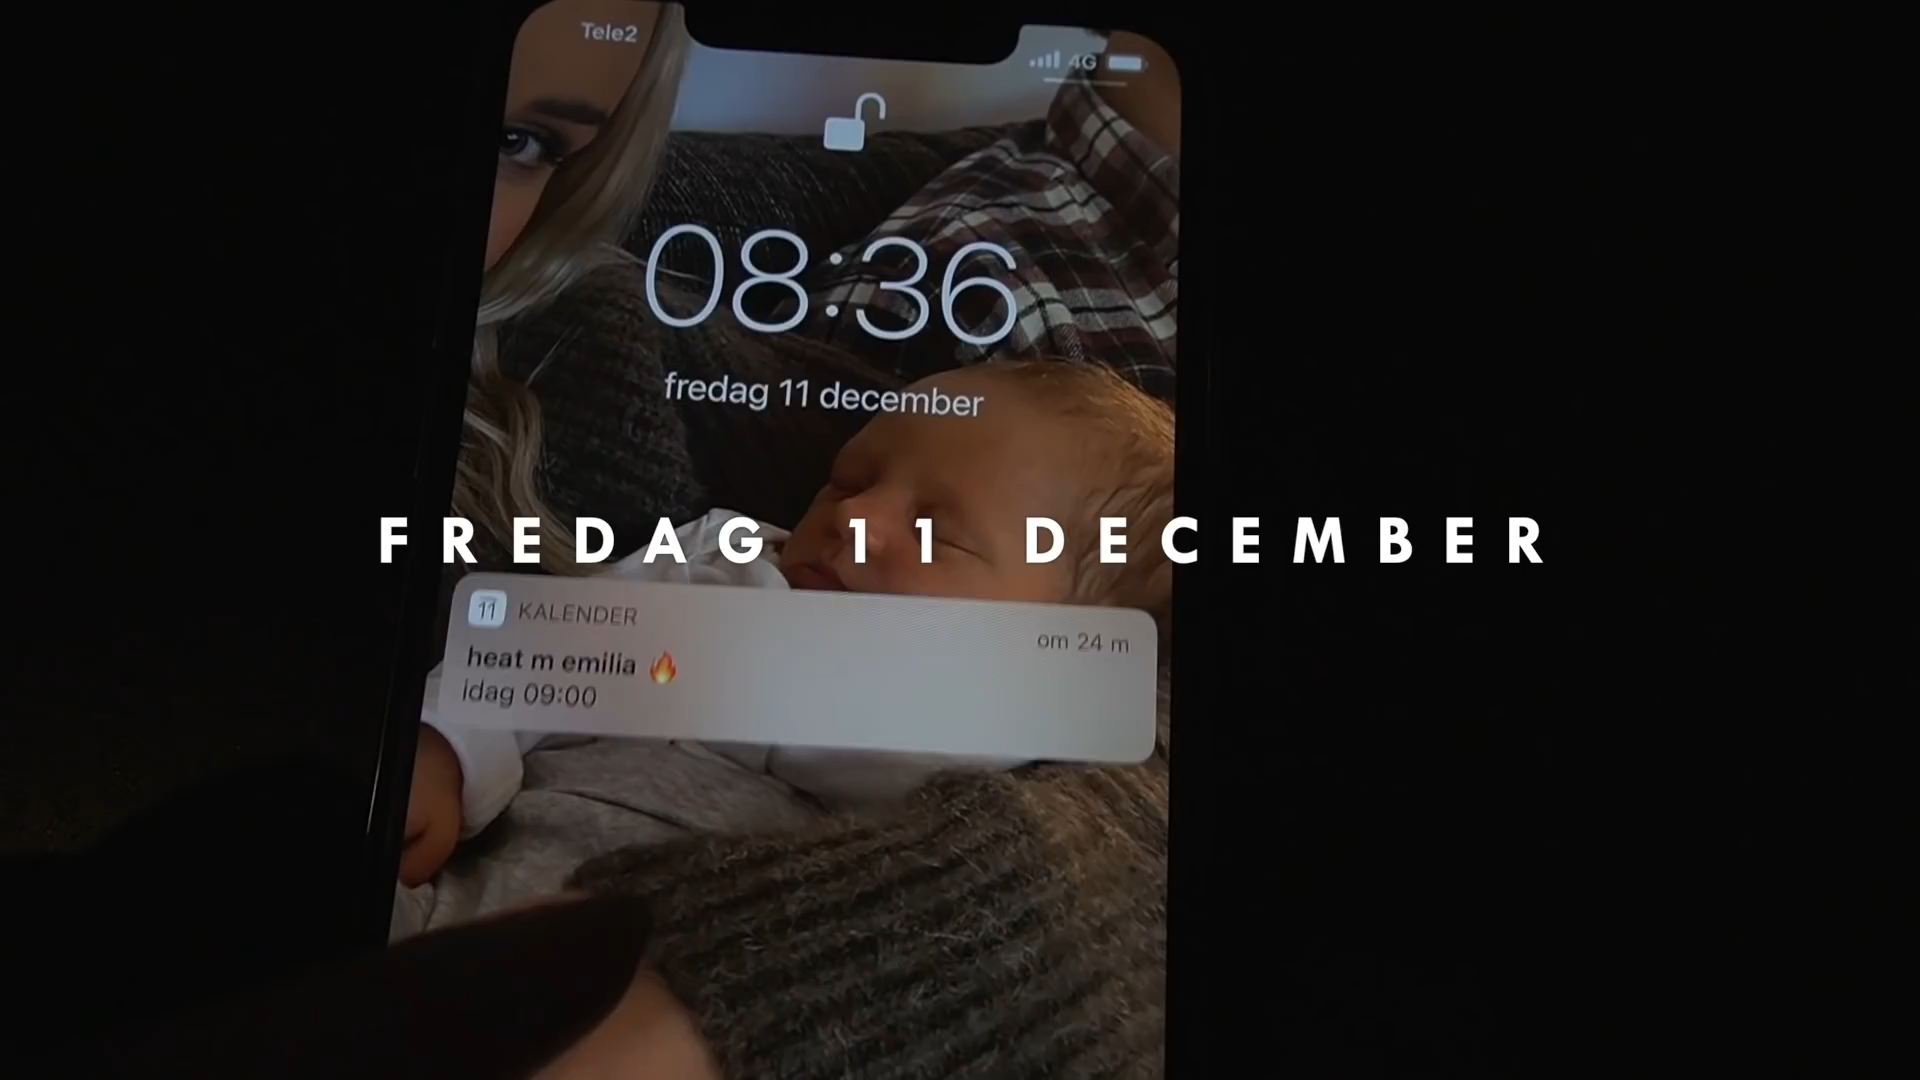 Tele2
4G
08:36
fredag 11 december
FREDAG 11 DECEMBER
11 KALENDER
om 24 m
heat m emilia 🔥
idag 09:00